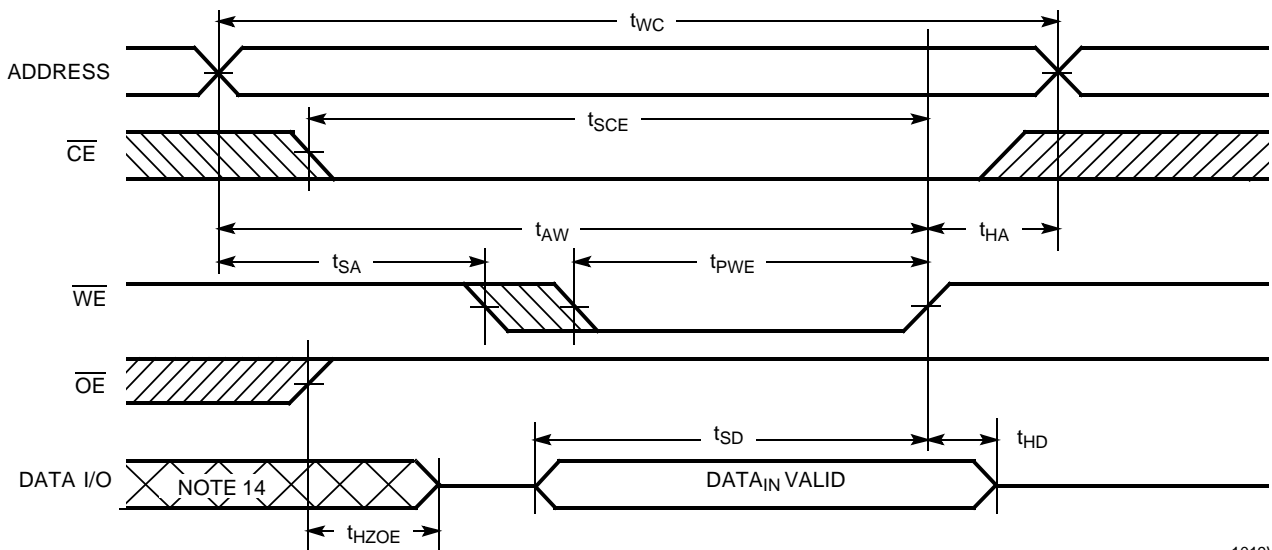 tWC
ADDRESS
tSCE
CE
tAW
tHA
tSA
tPWE
WE
OE
tSD
tHD
DATA I/O
NOTE 14
DATAIN VALID
tHZOE